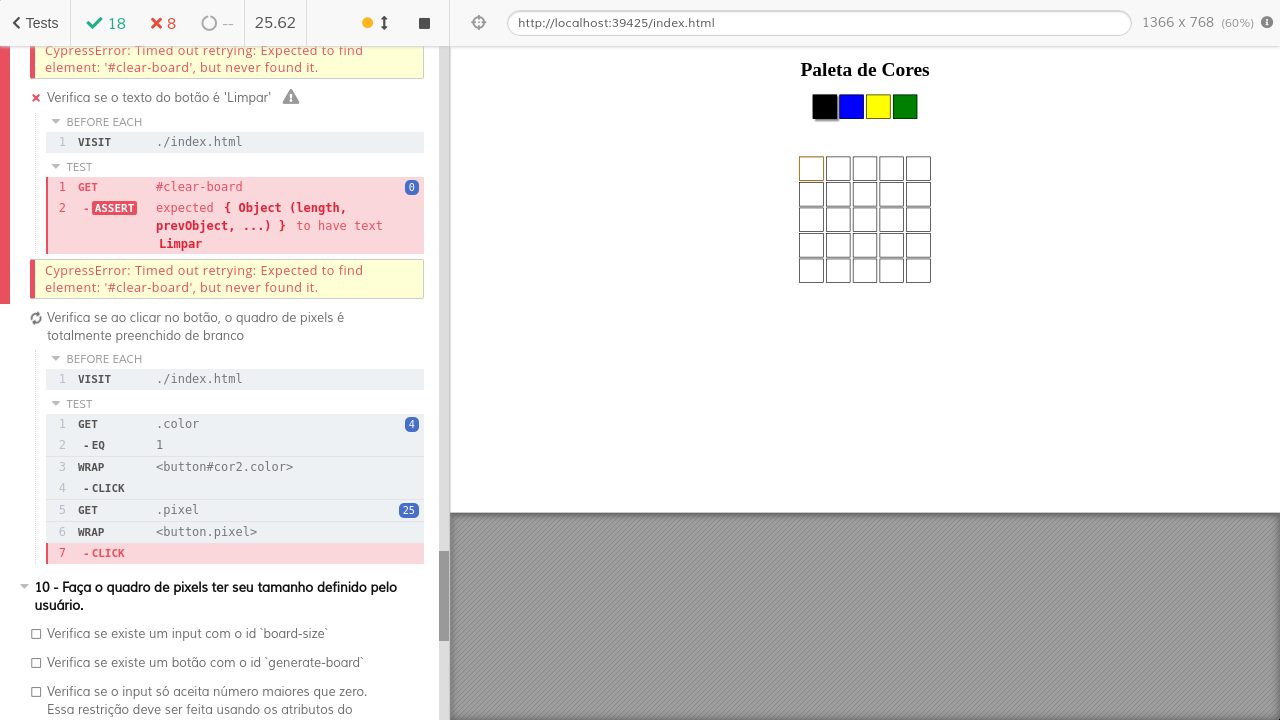 Tests 18 8 -- 25.62
http://localhost:39425/index.html 1366 x 768 (60%)
CypressError: Timed out retrying: Expected to find
element: '#clear-board', but never found it.
Verifica se o texto do botão é 'Limpar'
BEFORE EACH
1 VISIT ./index.html
TEST
1 GET #clear-board 0
2 - ASSERT expected { Object (length,
prevObject, ...) } to have text
Limpar
CypressError: Timed out retrying: Expected to find
element: '#clear-board', but never found it.
Verifica se ao clicar no botão, o quadro de pixels é
totalmente preenchido de branco
BEFORE EACH
1 VISIT ./index.html
TEST
1 GET .color 4
2 - EQ 1
3 WRAP <button#cor2.color>
4 - CLICK
5 GET .pixel 25
6 WRAP <button.pixel>
7 - CLICK
10 - Faça o quadro de pixels ter seu tamanho definido pelo
usuário.
Verifica se existe um input com o id `board-size`
Verifica se existe um botão com o id `generate-board`
Verifica se o input só aceita número maiores que zero.
Essa restrição deve ser feita usando os atributos do
Paleta de Cores